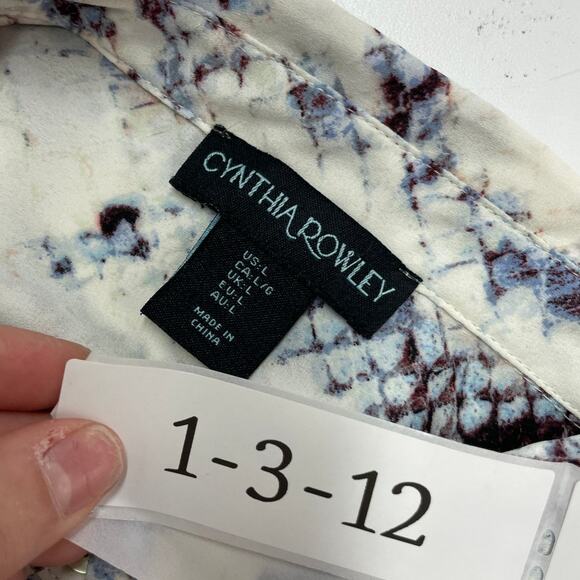 CYNTHIA ROWLEY
US:L
CA:L/G
UK:L
EU:L
AU:L
MADE IN
CHINA
1-3-12